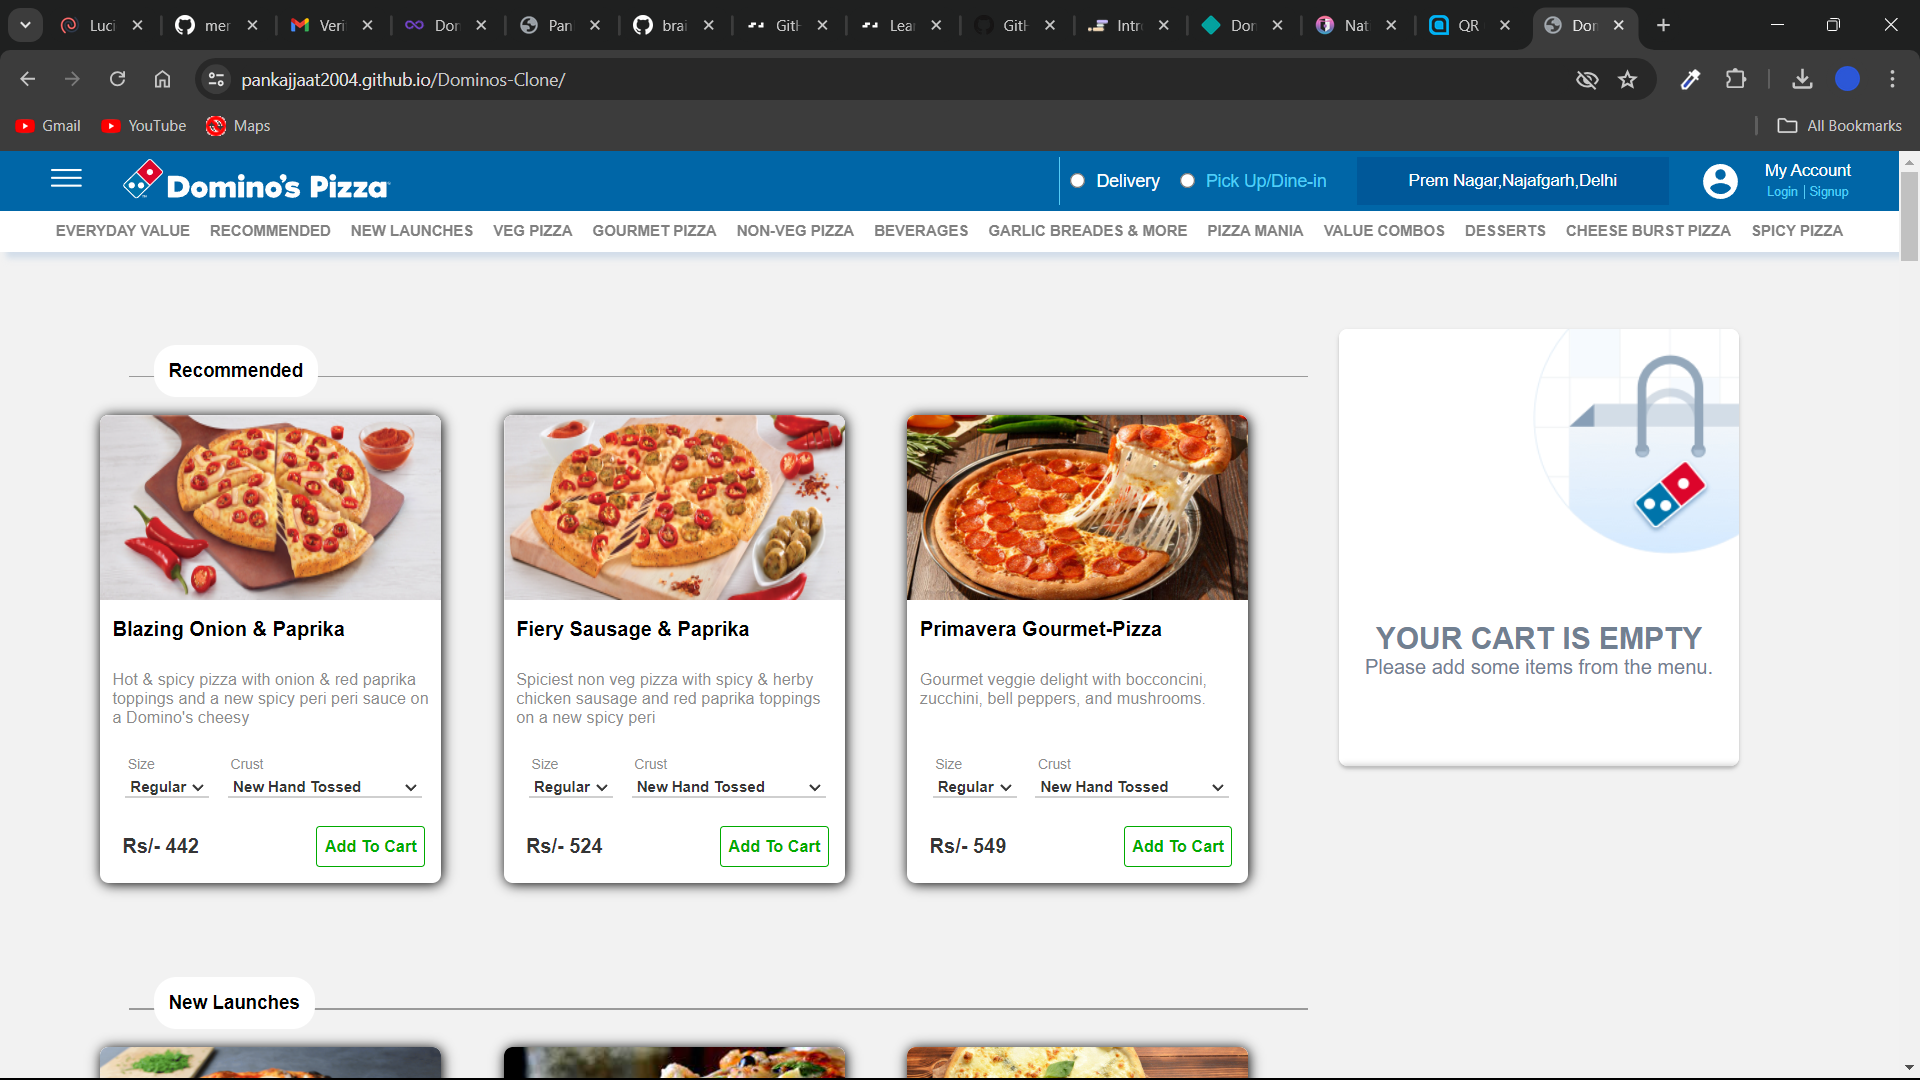 Luci
mer
Veri
Don
Pan
brai
GitH
Lear
GitH
Intro
Don
Nati
QR
Don
pankajjaat2004.github.io/Dominos-Clone/
Gmail YouTube Maps All Bookmarks
Domino's Pizza
Delivery Pick Up/Dine-in Prem Nagar,Najafgarh,Delhi
My Account
Login | Signup
EVERYDAY VALUE RECOMMENDED NEW LAUNCHES VEG PIZZA GOURMET PIZZA NON-VEG PIZZA BEVERAGES GARLIC BREADES & MORE PIZZA MANIA VALUE COMBOS DESSERTS CHEESE BURST PIZZA SPICY PIZZA
Recommended
Blazing Onion & Paprika
Hot & spicy pizza with onion & red paprika
toppings and a new spicy peri peri sauce on
a Domino's cheesy
Size Crust
Regular New Hand Tossed
Rs/- 442 Add To Cart
Fiery Sausage & Paprika
Spiciest non veg pizza with spicy & herby
chicken sausage and red paprika toppings
on a new spicy peri
Size Crust
Regular New Hand Tossed
Rs/- 524 Add To Cart
Primavera Gourmet-Pizza
Gourmet veggie delight with bocconcini,
zucchini, bell peppers, and mushrooms.
Size Crust
Regular New Hand Tossed
Rs/- 549 Add To Cart
YOUR CART IS EMPTY
Please add some items from the menu.
New Launches